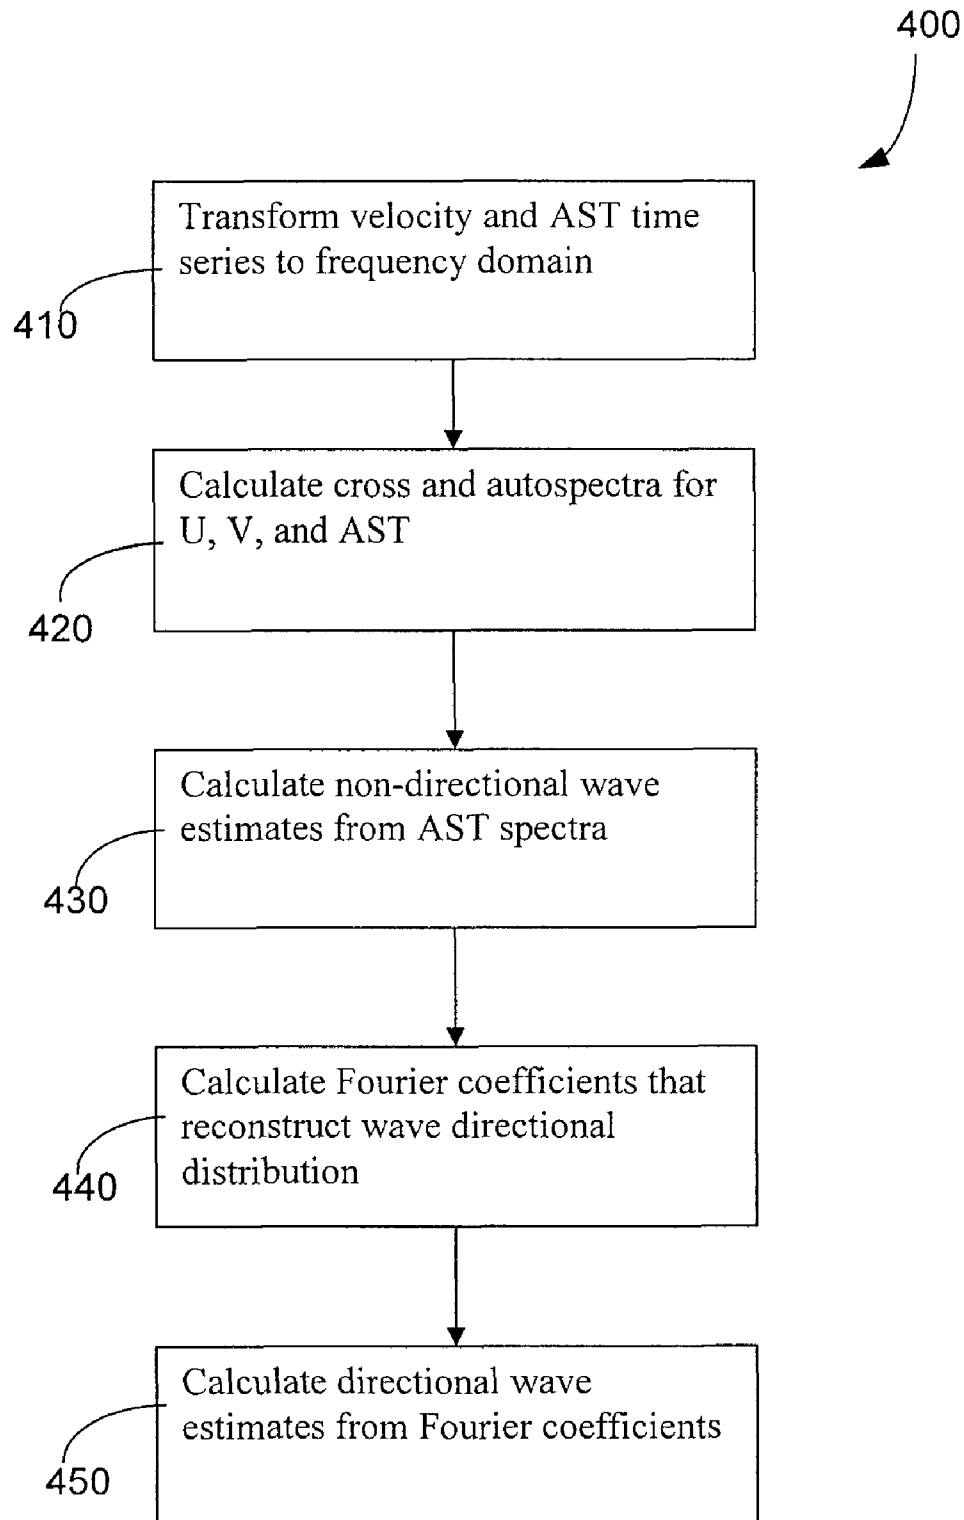 400
Transform velocity and AST time
series to frequency domain
410
Calculate cross and autospectra for
U, V, and AST
420
Calculate non-directional wave
estimates from AST spectra
430
Calculate Fourier coefficients that
reconstruct wave directional
distribution
440
Calculate directional wave
estimates from Fourier coefficients
450